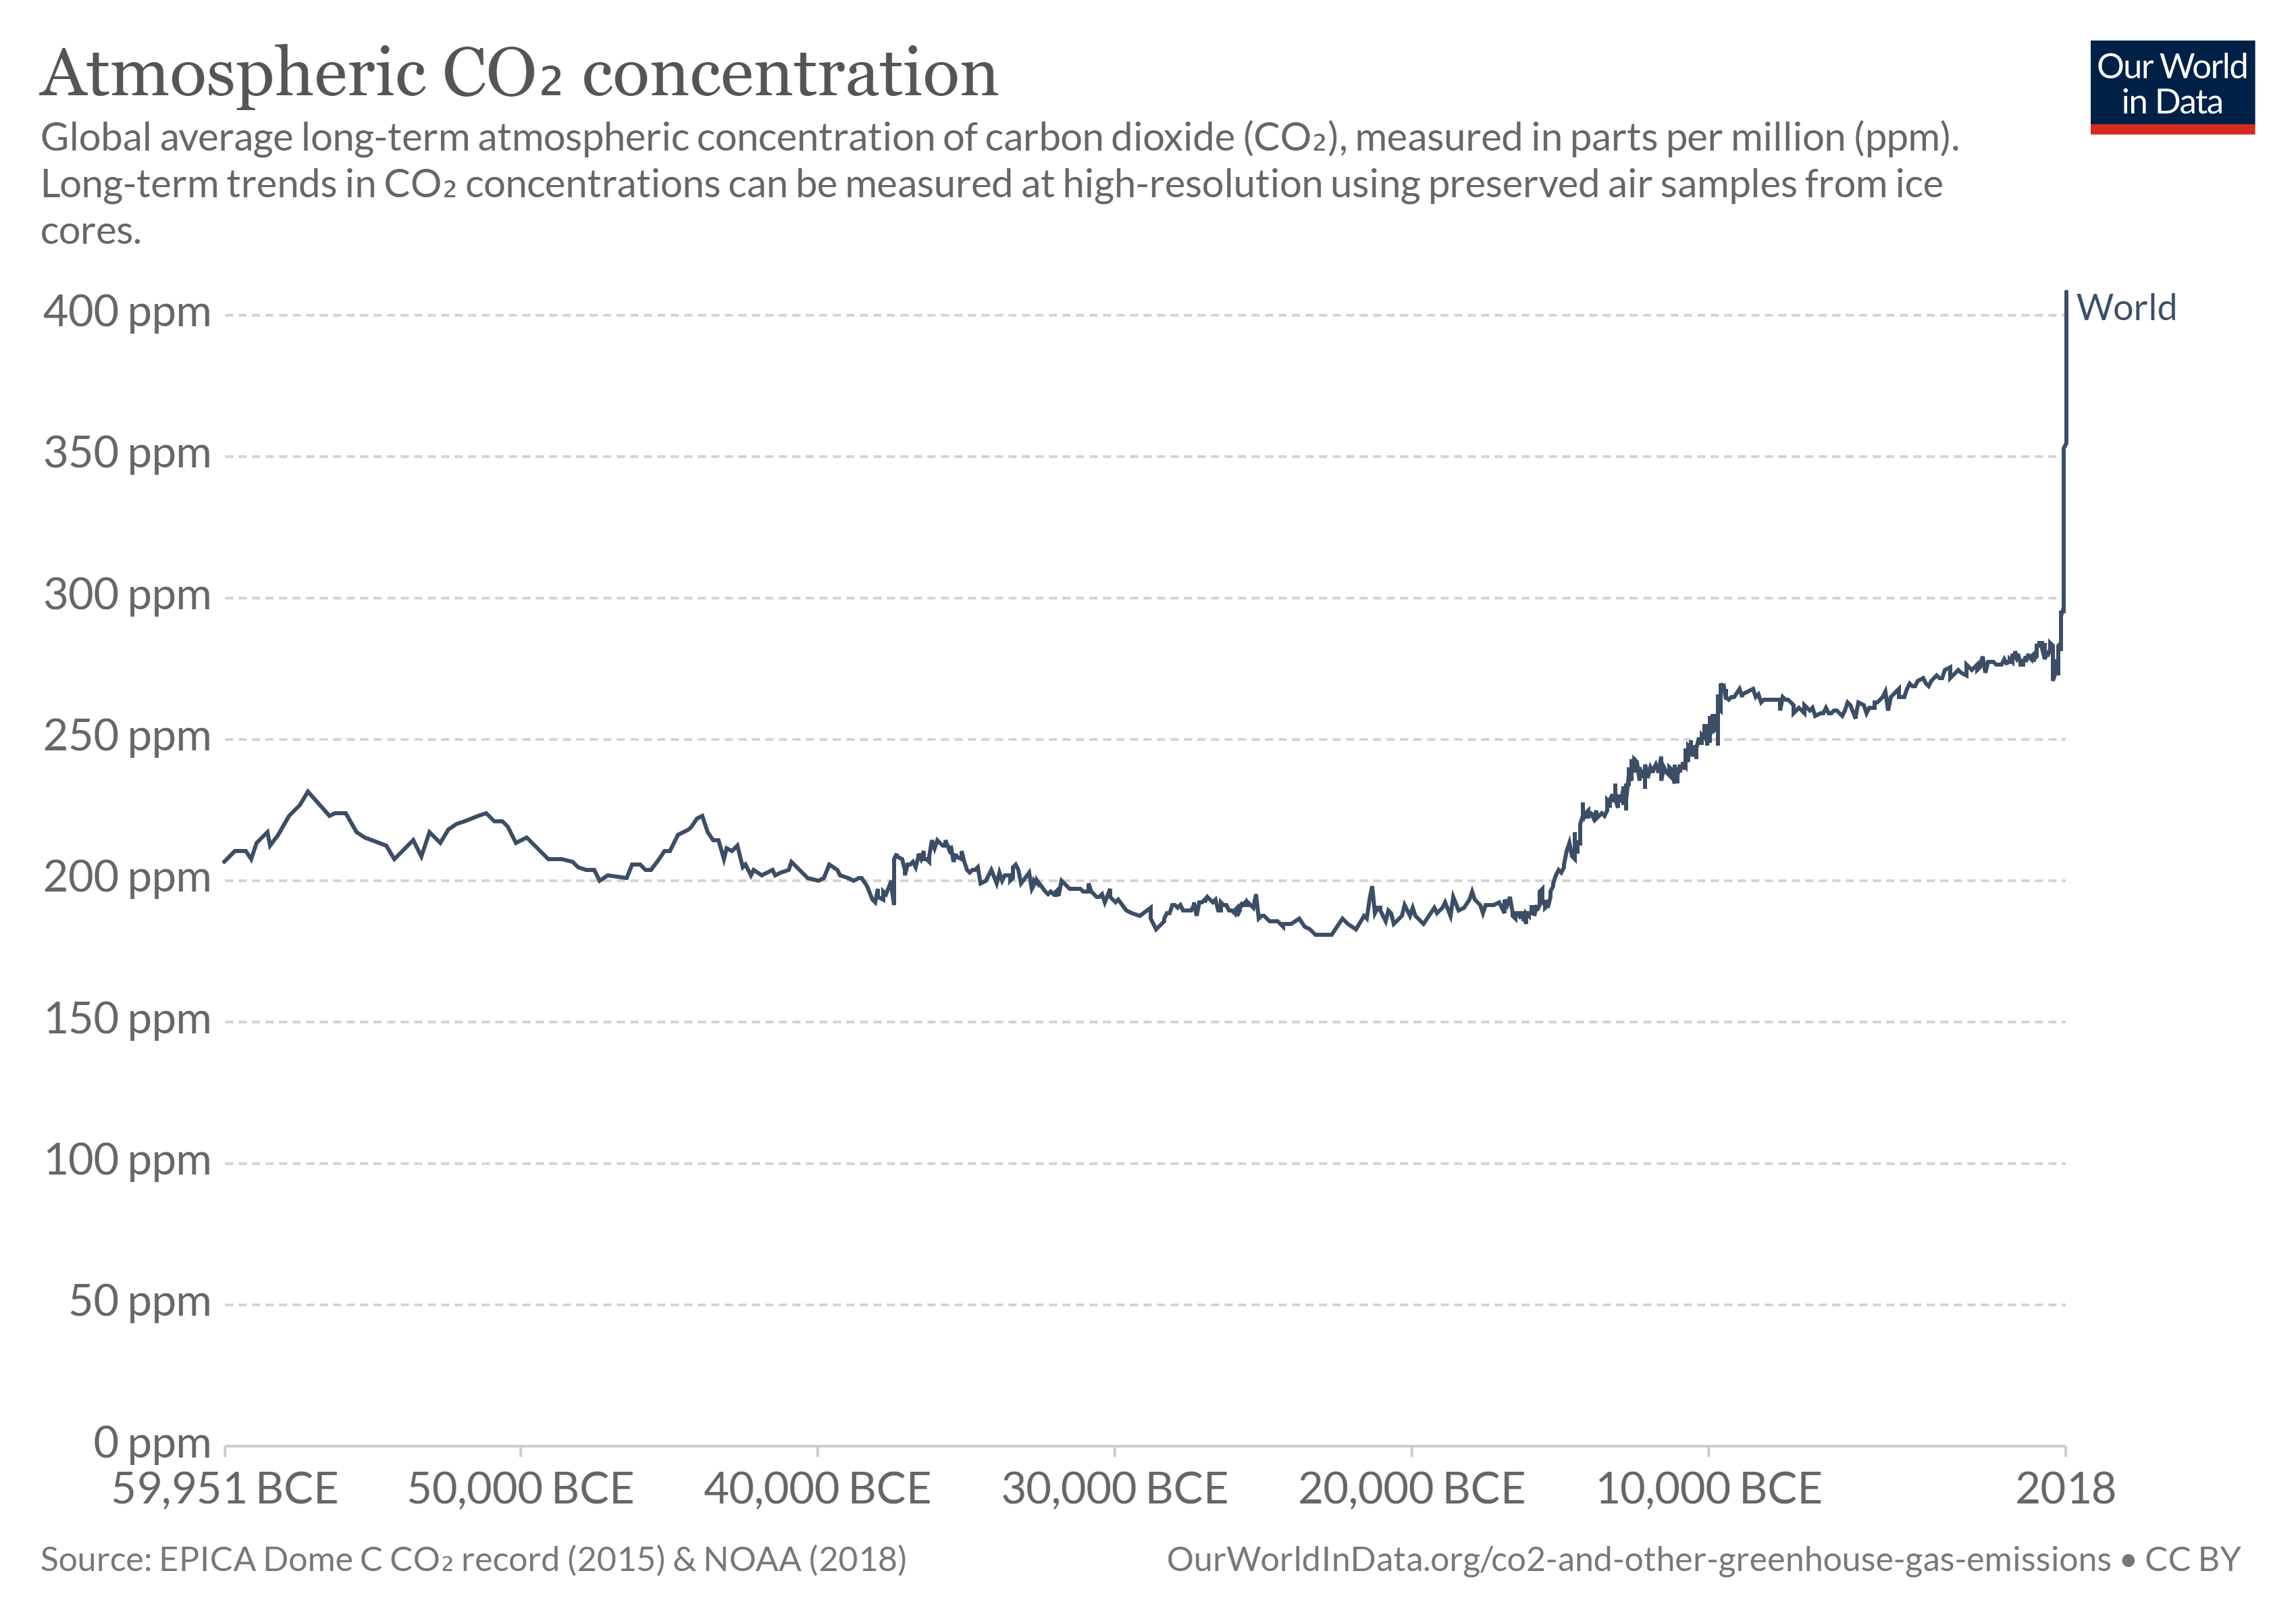 Atmospheric CO₂ concentration
Our World
in Data
Global average long-term atmospheric concentration of carbon dioxide (CO₂), measured in parts per million (ppm).
Long-term trends in CO₂ concentrations can be measured at high-resolution using preserved air samples from ice
cores.
400 ppm
World
350 ppm
300 ppm
250 ppm
200 ppm
150 ppm
100 ppm
50 ppm
0 ppm
59,951 BCE 50,000 BCE 40,000 BCE 30,000 BCE 20,000 BCE 10,000 BCE 2018
Source: EPICA Dome C CO₂ record (2015) & NOAA (2018)
OurWorldInData.org/co2-and-other-greenhouse-gas-emissions • CC BY